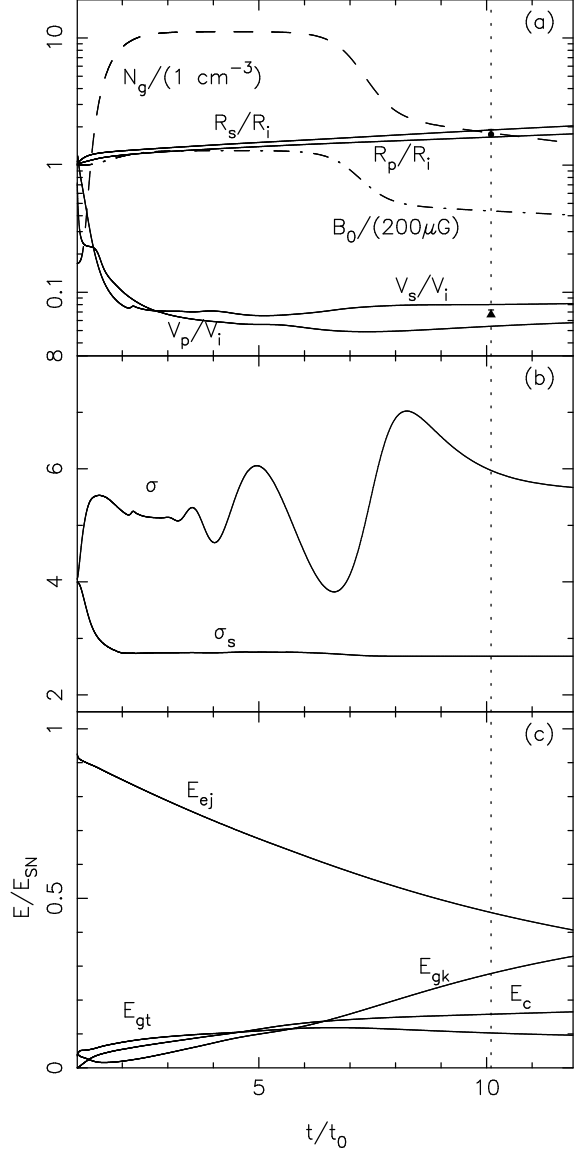 (a)
10
N_g/(1 cm^-3)
R_s/R_i
1
R_p/R_i
B_0/(200μG)
V_s/V_i
0.1
V_p/V_i
8
(b)
6
σ
4
σ_s
2
(c)
1
E_ej
E/E_SN
0.5
E_gk
E_c
E_gt
0
5
10
t/t_0